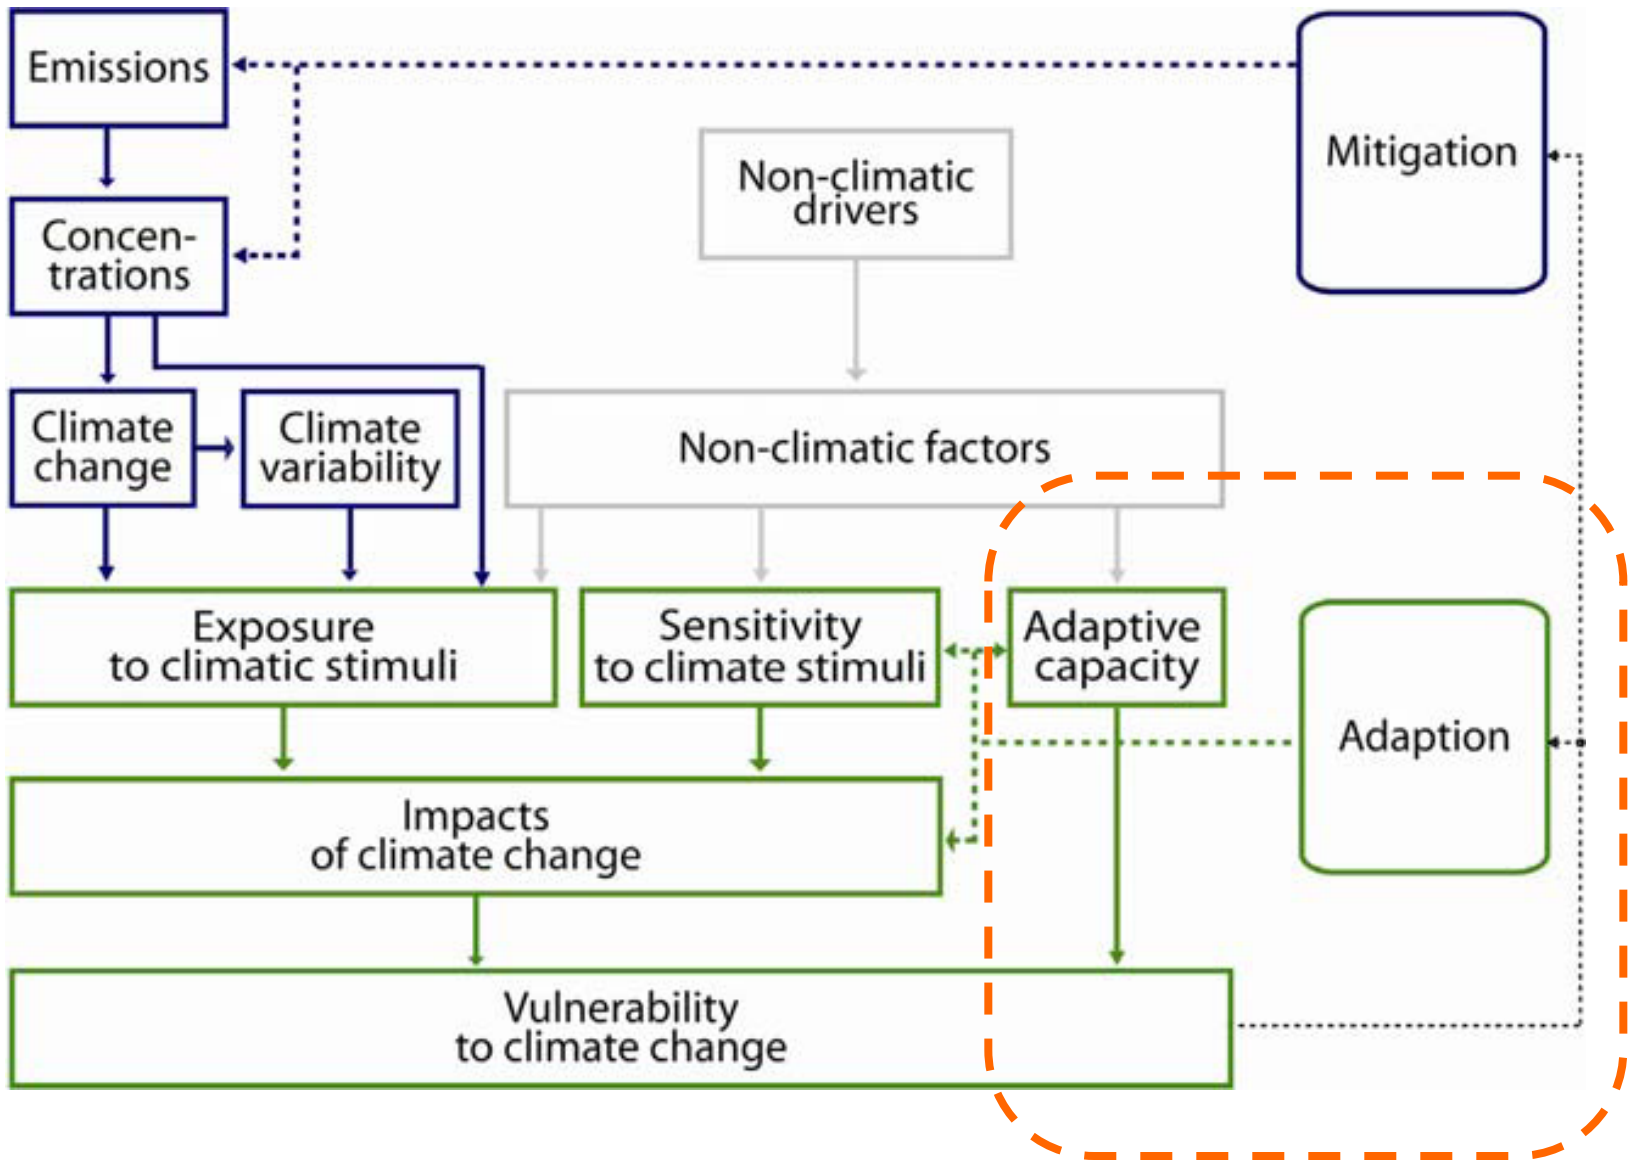 Emissions
Mitigation
Non-climatic
drivers
Concen-
trations
Climate
change
Climate
variability
Non-climatic factors
Exposure
to climatic stimuli
Sensitivity
to climate stimuli
Adaptive
capacity
Adaption
Impacts
of climate change
Vulnerability
to climate change